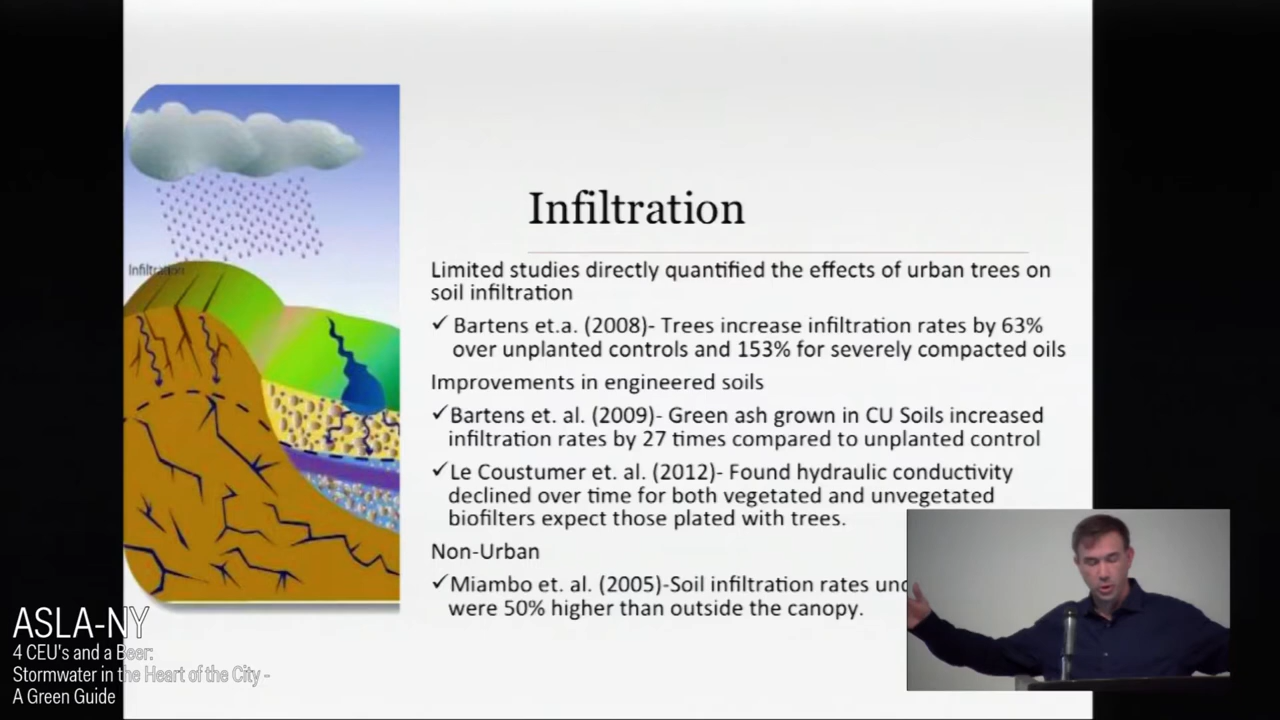 Infiltration
Infiltration
Limited studies directly quantified the effects of urban trees on
soil infiltration
✓ Bartens et.a. (2008)- Trees increase infiltration rates by 63%
over unplanted controls and 153% for severely compacted oils
Improvements in engineered soils
✓Bartens et. al. (2009)- Green ash grown in CU Soils increased
infiltration rates by 27 times compared to unplanted control
✓Le Coustumer et. al. (2012)- Found hydraulic conductivity
declined over time for both vegetated and unvegetated
biofilters expect those plated with trees.
Non-Urban
✓Miambo et. al. (2005)-Soil infiltration rates
were 50% higher than outside the canopy.
ASLA-NY
4 CEU's and a Beer:
Stormwater in the Heart of the City -
A Green Guide